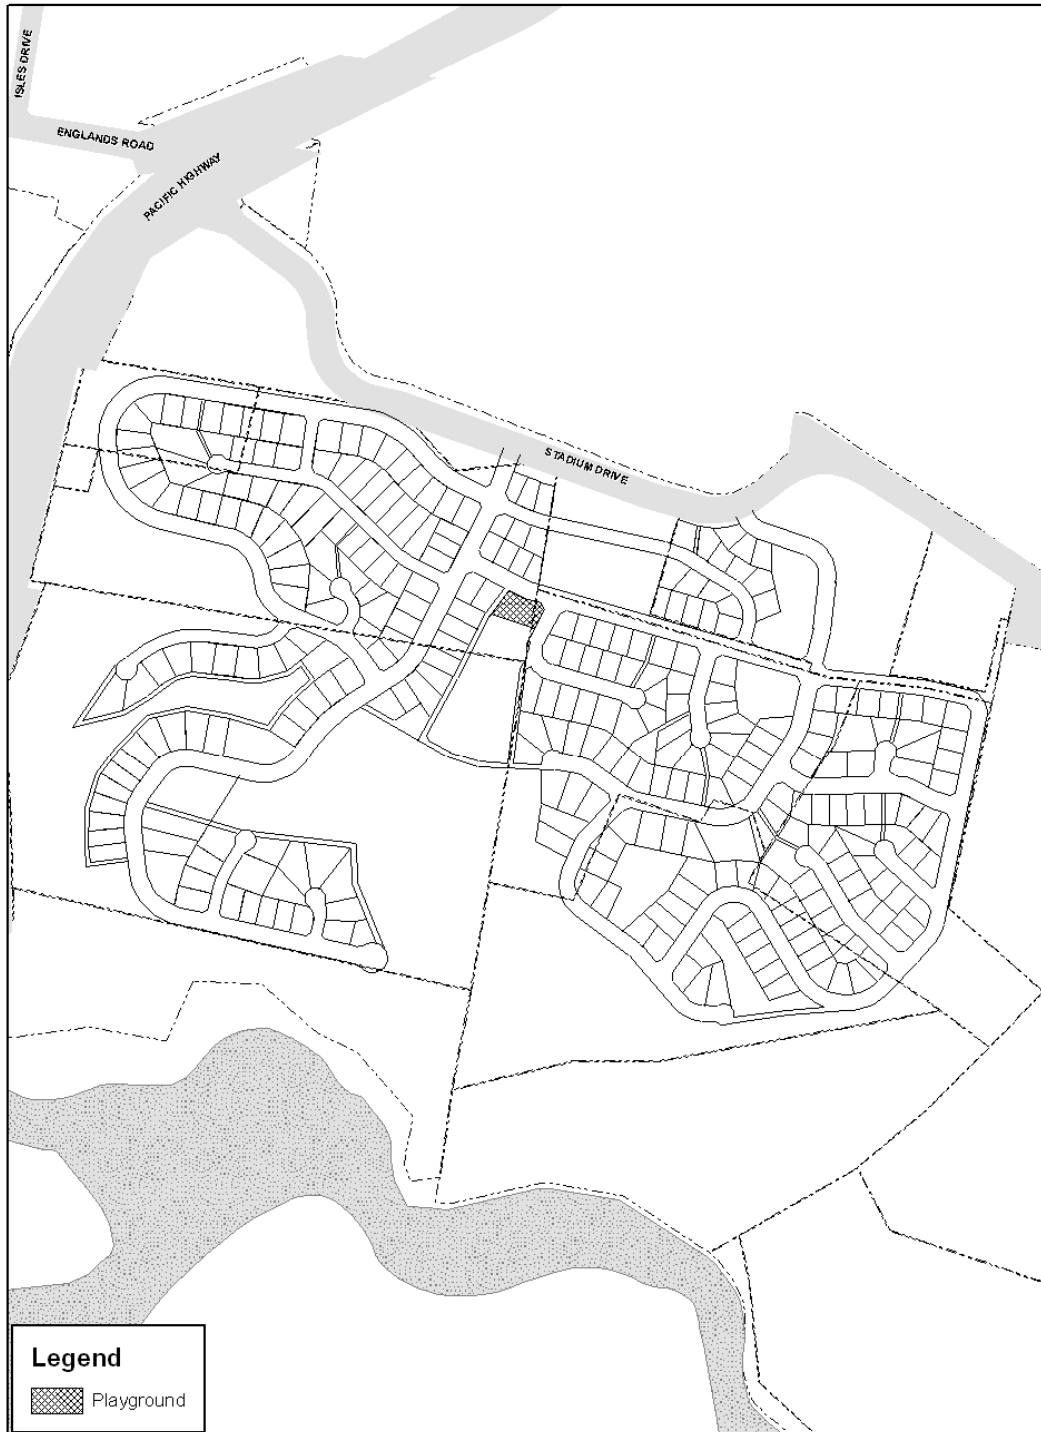 ISLES DRIVE
ENGLANDS ROAD
PACIFIC HIGHWAY
STADIUM DRIVE
Legend
Playground